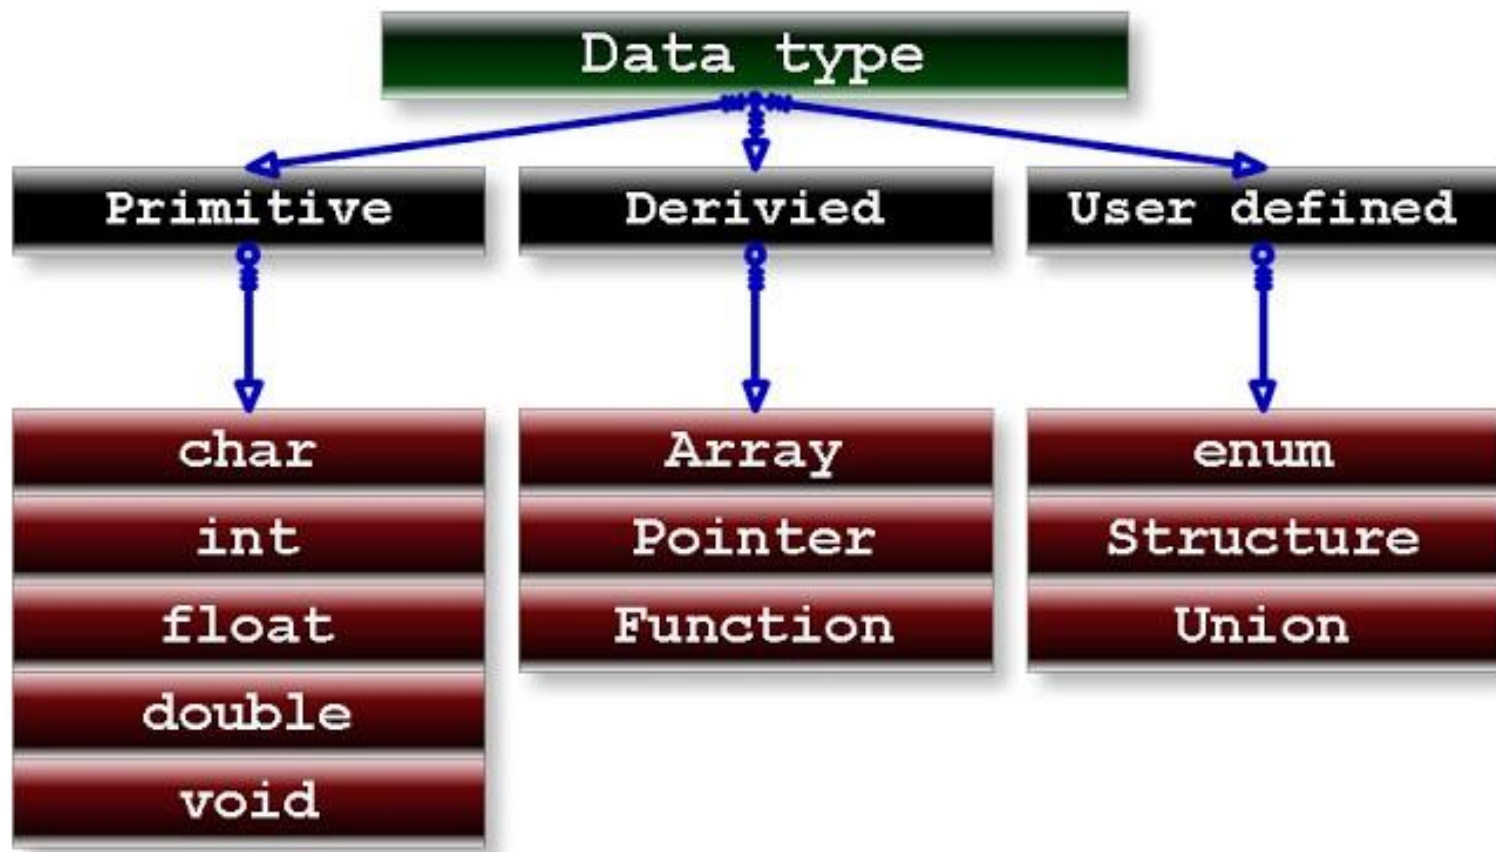 Data type
Primitive
Derivied
User defined
char
int
float
double
void
Array
Pointer
Function
enum
Structure
Union